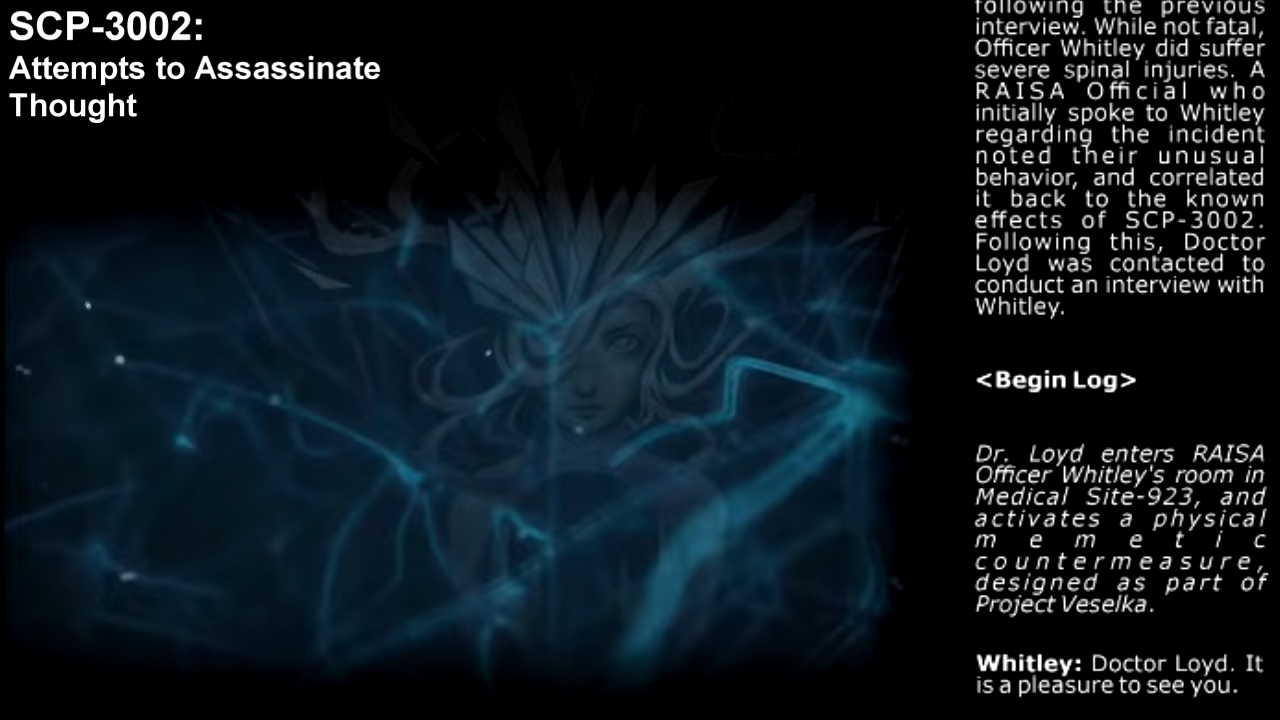 SCP-3002:
Attempts to Assassinate
Thought
following the previous
interview. While not fatal,
Officer Whitley did suffer
severe spinal injuries. A
RAISA Official who
initially spoke to Whitley
regarding the incident
noted their unusual
behavior, and correlated
it back to the known
effects of SCP-3002.
Following this, Doctor
Loyd was contacted to
conduct an interview with
Whitley.
<Begin Log>
Dr. Loyd enters RAISA
Officer Whitley's room in
Medical Site-923, and
activates a physical
memetic
countermeasure,
designed as part of
Project Veselka.
Whitley: Doctor Loyd. It
is a pleasure to see you.